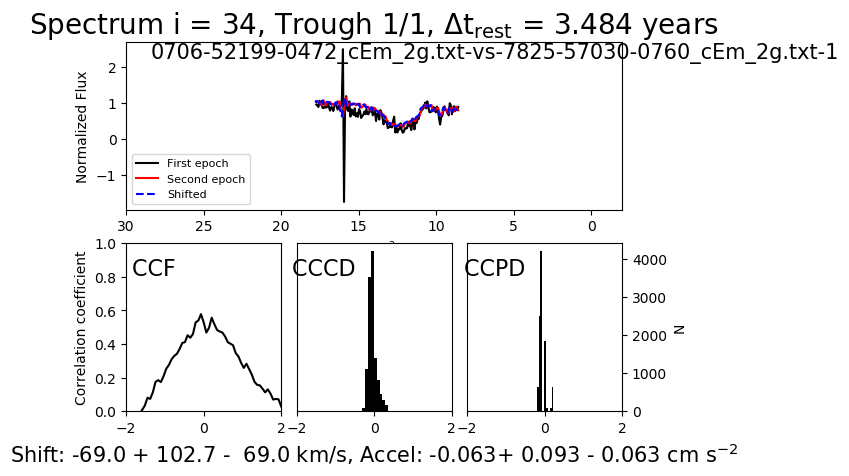 Spectrum i = 34, Trough 1/1, Δt_rest = 3.484 years
0706-52199-0472_cEm_2g.txt-vs-7825-57030-0760_cEm_2g.txt-1
Normalized Flux
2
1
0
−1
First epoch
Second epoch
Shifted
30 25 20 15 10 5 0
Correlation coefficient
1.0
0.8
0.6
0.4
0.2
0.0
CCF
−2 0 2
CCCD
−2 0 2
CCPD
−2 0 2
4000
3000
2000
1000
0
N
Shift: -69.0 + 102.7 - 69.0 km/s, Accel: -0.063+ 0.093 - 0.063 cm s⁻²